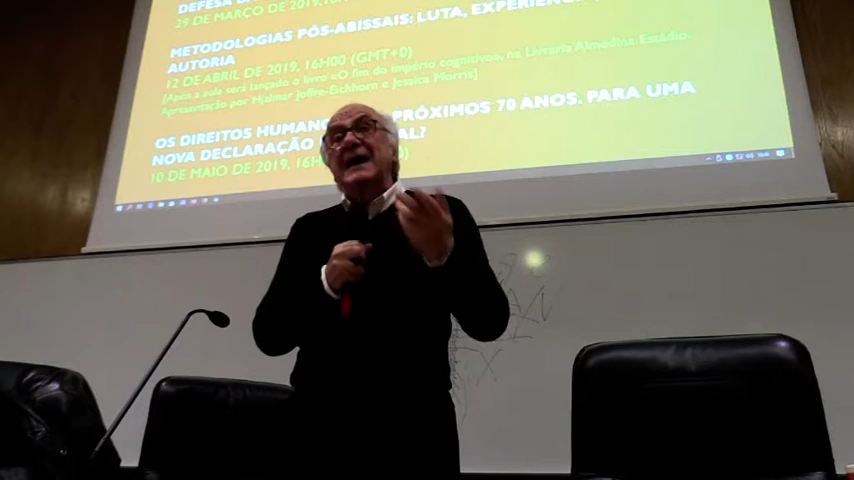 DEFESA
29 DE MARÇO DE 2019,
METODOLOGIAS PÓS-ABISSAIS: LUTA, EXPERIÊNCIA,
AUTORIA
12 DE ABRIL DE 2019, 16H00 (GMT+0)
[Após a aula será lançado o livro «O fim do império cognitivo», na Livraria Almedina Estádio.
Apresentação por Hjalmar Joffre-Eichhorn e Jessica Morris]
OS DIREITOS HUMANOS PRÓXIMOS 70 ANOS. PARA UMA
NOVA DECLARAÇÃO
10 DE MAIO DE 2019,